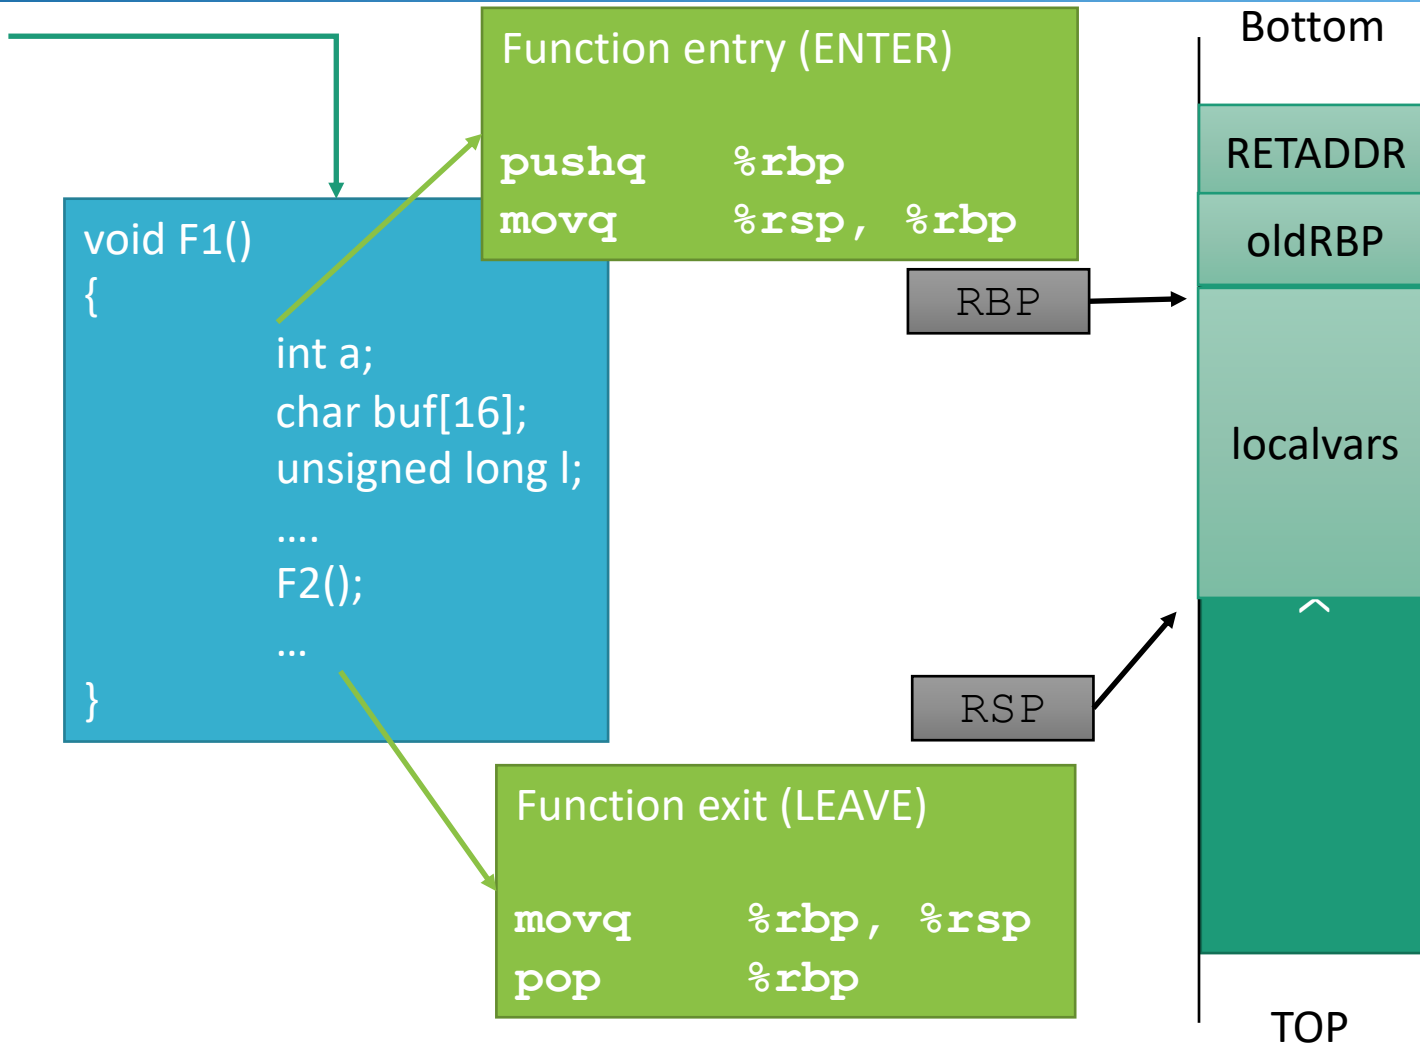 Function entry (ENTER)
pushq %rbp
movq %rsp, %rbp
void F1()
{
int a;
char buf[16];
unsigned long l;
....
F2();
...
}
Function exit (LEAVE)
movq %rbp, %rsp
pop %rbp
RBP
RSP
Bottom
RETADDR
oldRBP
localvars
TOP